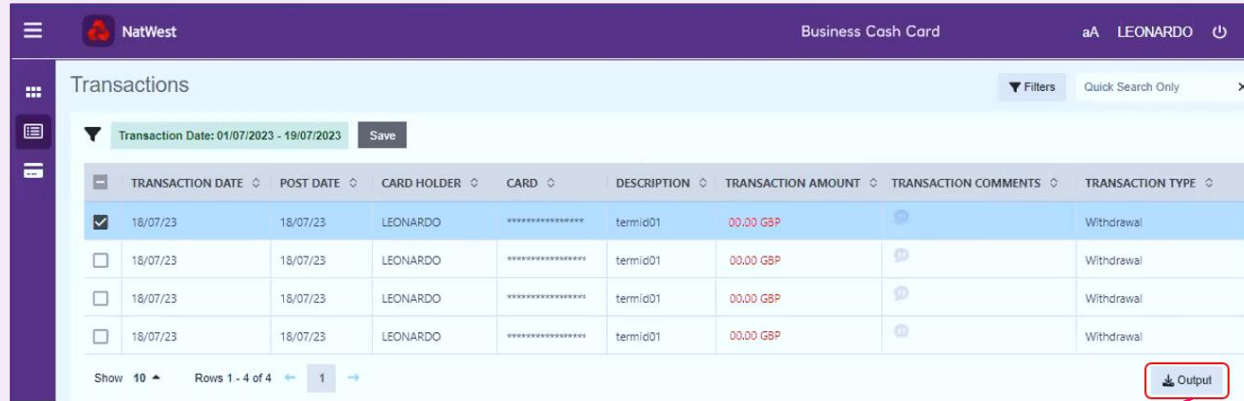 NatWest Business Cash Card aA LEONARDO
Transactions Filters Quick Search Only
Transaction Date: 01/07/2023 - 19/07/2023 Save
TRANSACTION DATE POST DATE CARD HOLDER CARD DESCRIPTION TRANSACTION AMOUNT TRANSACTION COMMENTS TRANSACTION TYPE
18/07/23 18/07/23 LEONARDO **************** termid01 00.00 GBP Withdrawal
18/07/23 18/07/23 LEONARDO **************** termid01 00.00 GBP Withdrawal
18/07/23 18/07/23 LEONARDO **************** termid01 00.00 GBP Withdrawal
18/07/23 18/07/23 LEONARDO **************** termid01 00.00 GBP Withdrawal
Show 10 Rows 1 - 4 of 4 ← 1 → Output